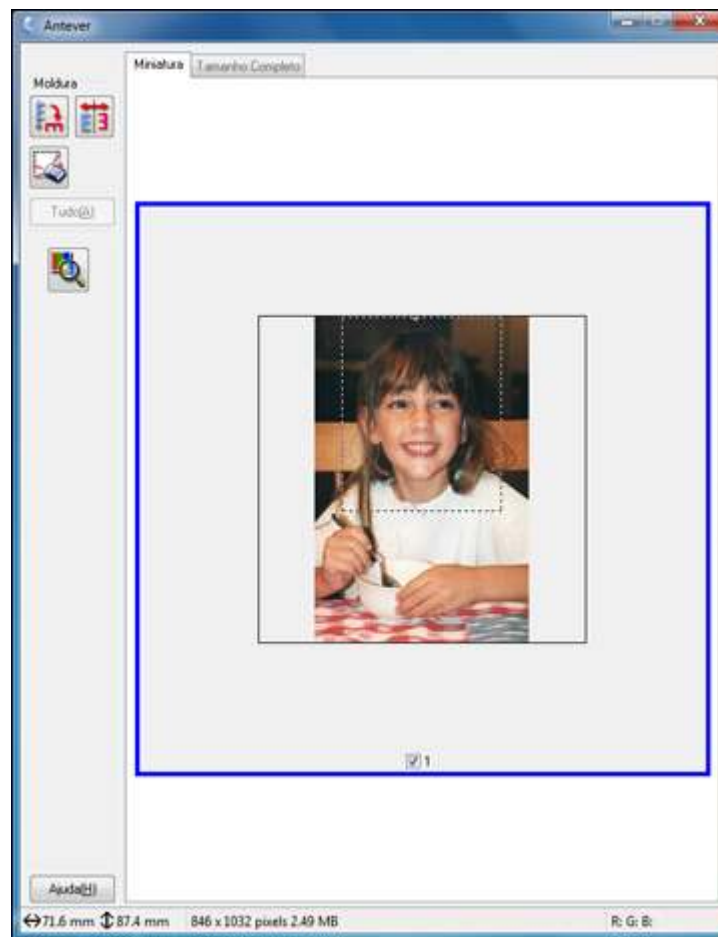 Antever
Miniatura Tamanho Completo
Moldura
Tudo(A)
1
Ajuda(H)
71.6 mm 87.4 mm 846 x 1032 pixels 2.49 MB R: G: B: